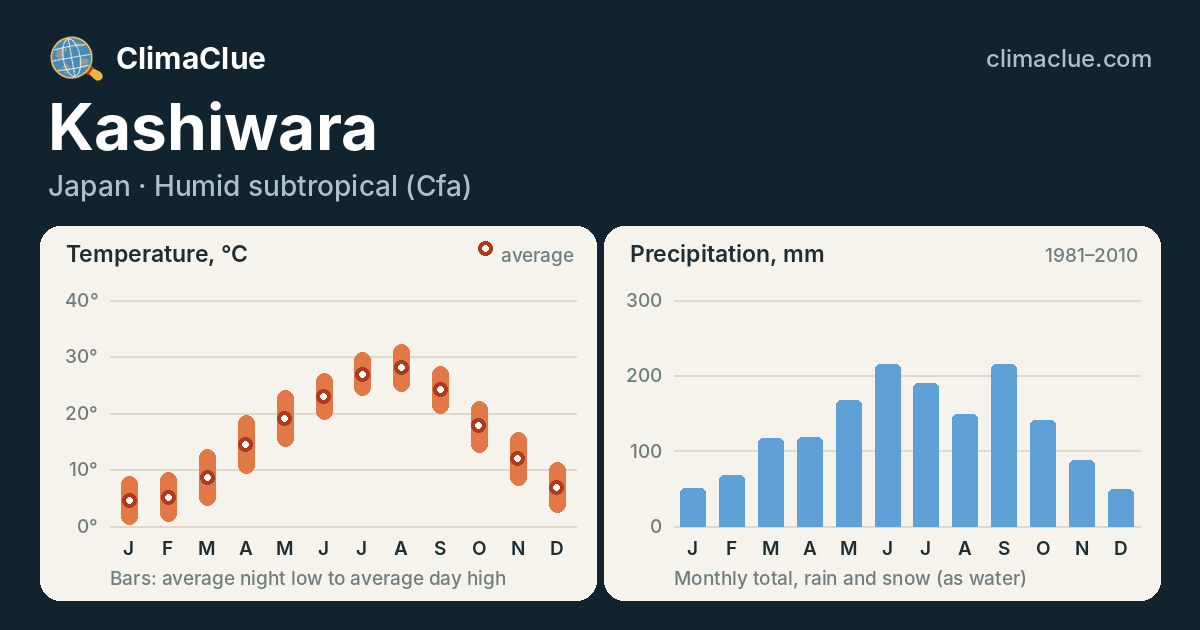 ClimaClue
climaclue.com
Kashiwara
Japan · Humid subtropical (Cfa)
Temperature, °C
average
40°
30°
20°
10°
0°
J F M A M J J A S O N D
Bars: average night low to average day high
Precipitation, mm
1981–2010
300
200
100
0
J F M A M J J A S O N D
Monthly total, rain and snow (as water)